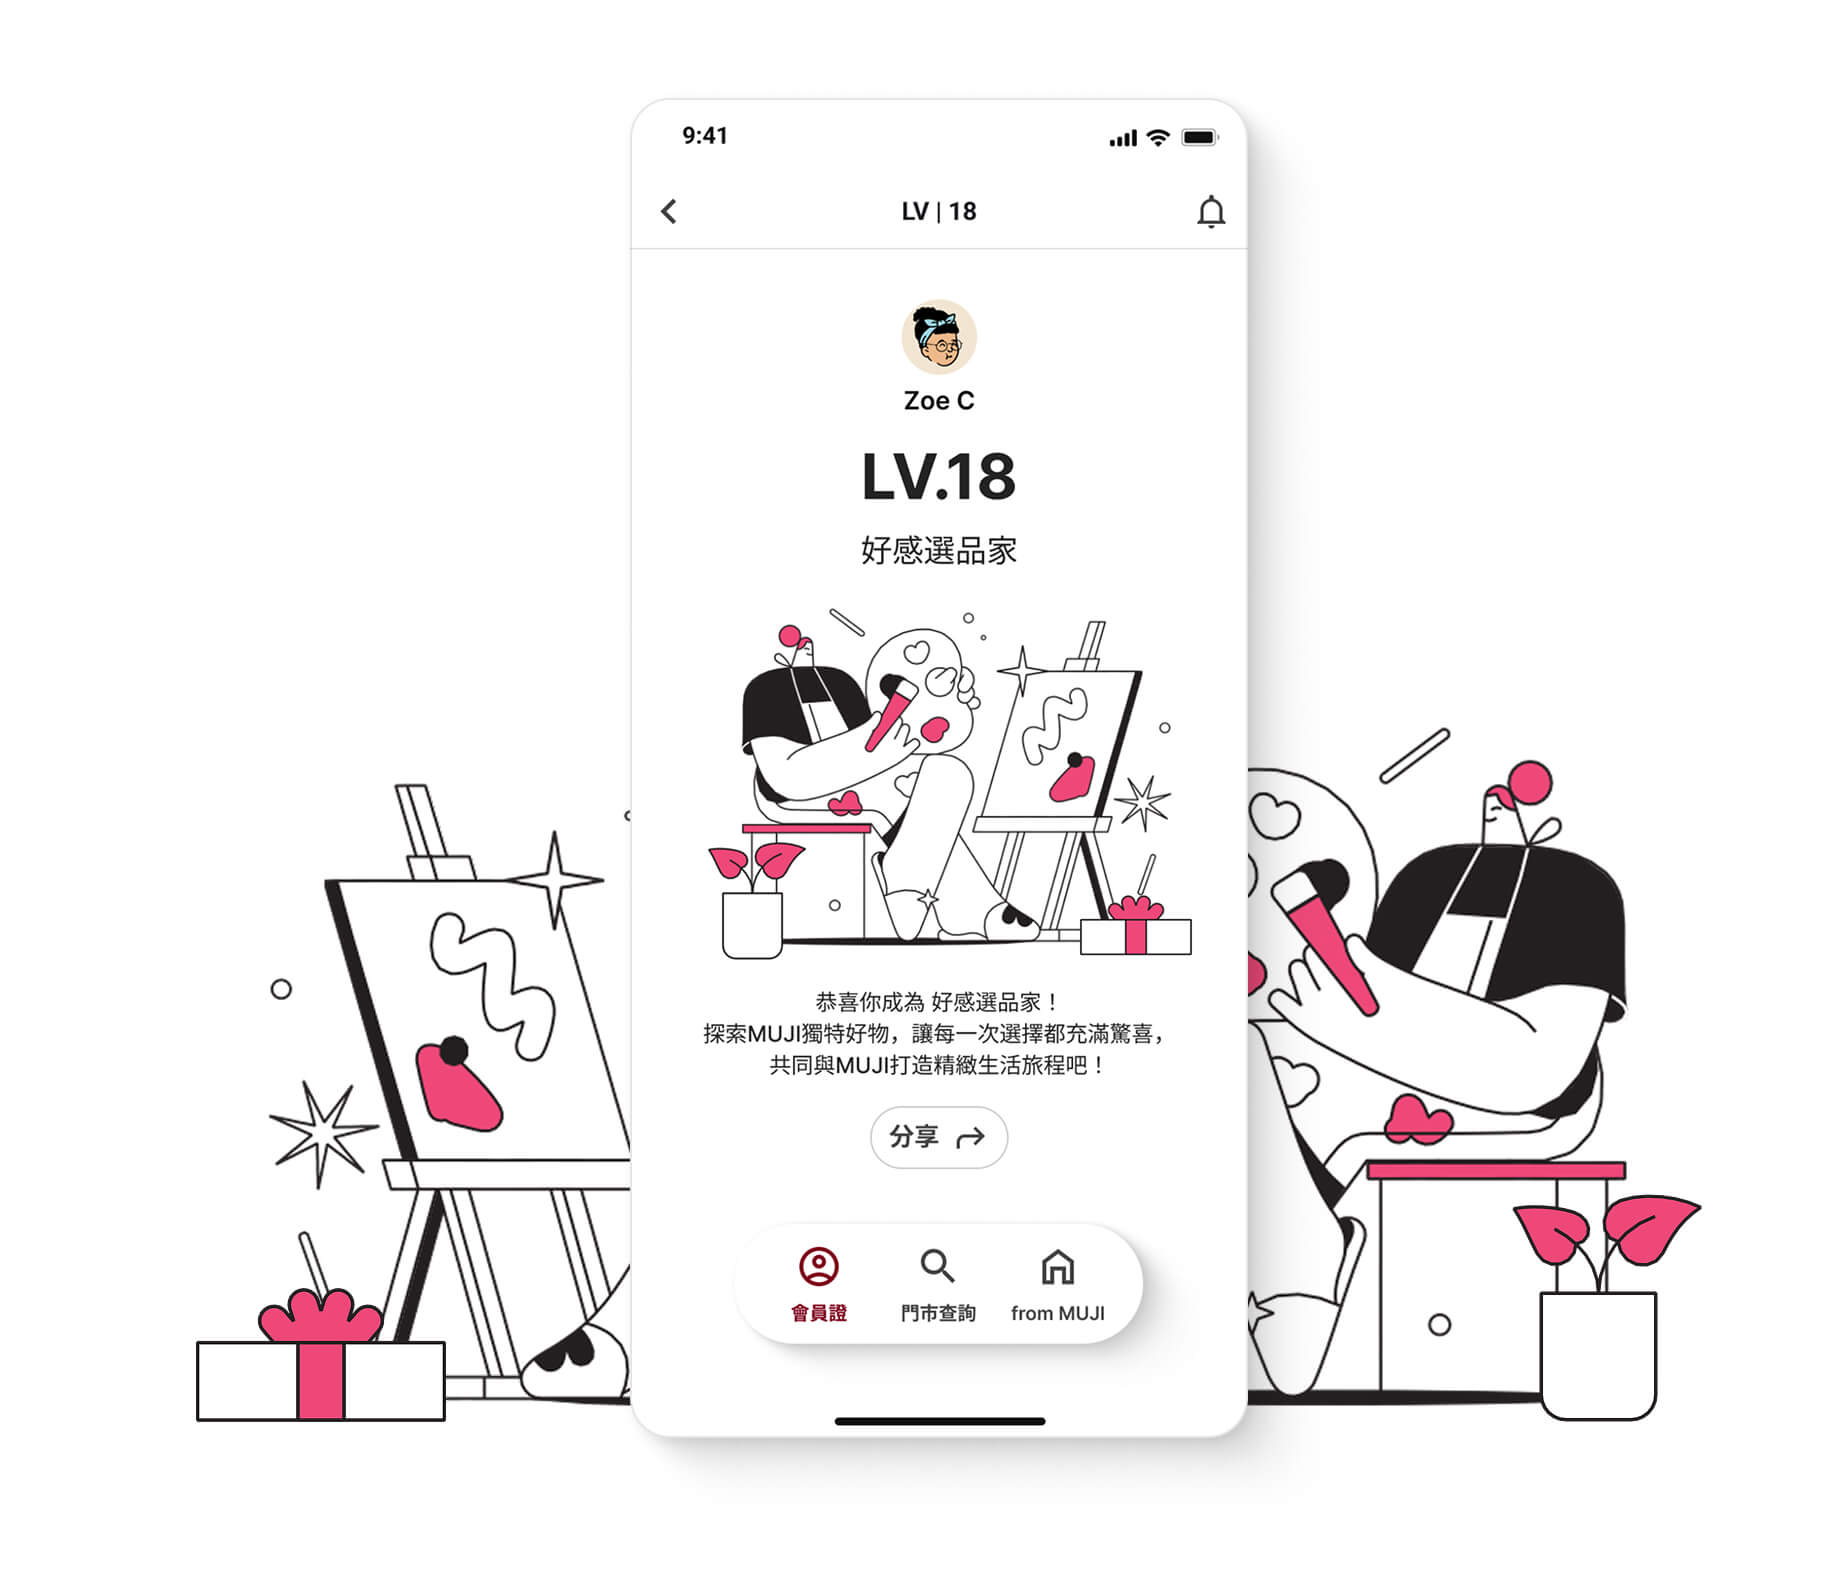 9:41
LV | 18
Zoe C
LV.18
好感選品家
恭喜你成為 好感選品家！
探索MUJI獨特好物，讓每一次選擇都充滿驚喜，
共同與MUJI打造精緻生活旅程吧！
分享
會員證
門市查詢
from MUJI